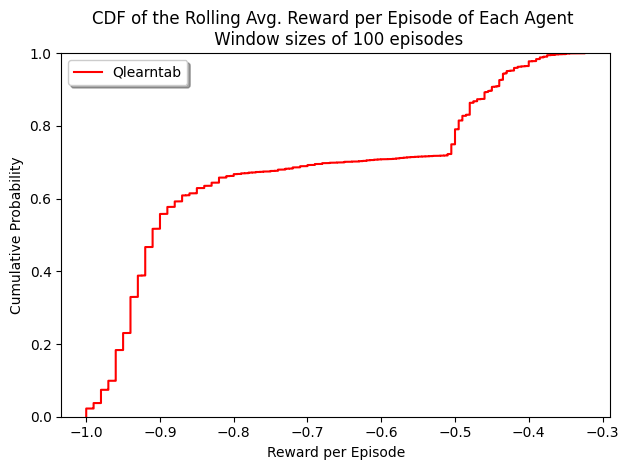 CDF of the Rolling Avg. Reward per Episode of Each Agent
Window sizes of 100 episodes
Qlearntab
Cumulative Probability
1.0
0.8
0.6
0.4
0.2
0.0
−1.0 −0.9 −0.8 −0.7 −0.6 −0.5 −0.4 −0.3
Reward per Episode